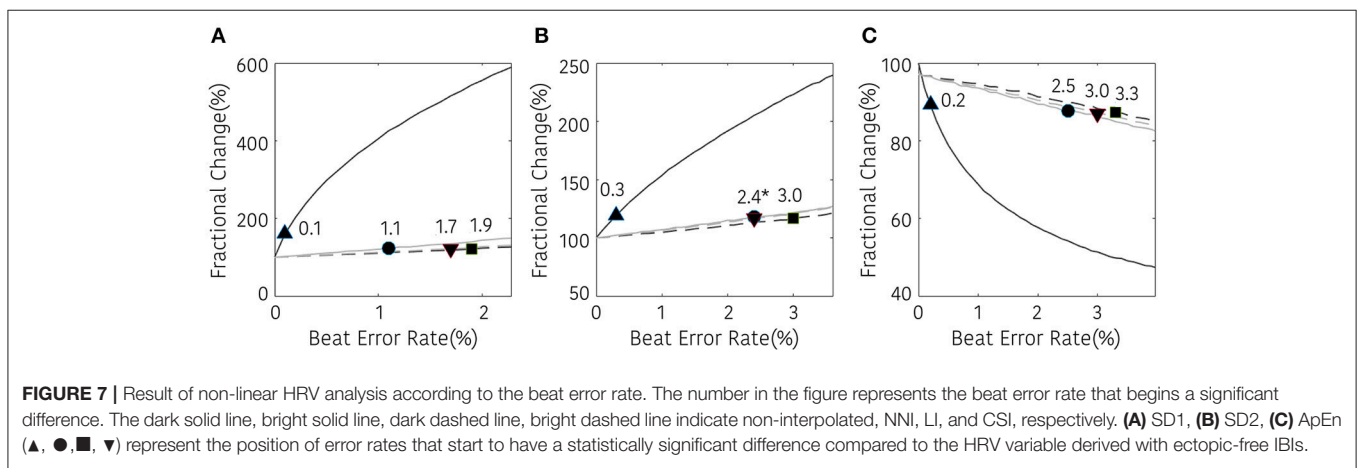 A
B
C
Fractional Change(%)
600
400
200
0
0.1
1.1
1.7
1.9
0
1
2
Beat Error Rate(%)
Fractional Change(%)
250
200
150
100
50
0.3
2.4*
3.0
0
1
2
3
Beat Error Rate(%)
Fractional Change(%)
100
80
60
40
0.2
2.5
3.0
3.3
0
1
2
3
Beat Error Rate(%)
FIGURE 7 | Result of non-linear HRV analysis according to the beat error rate. The number in the figure represents the beat error rate that begins a significant
difference. The dark solid line, bright solid line, dark dashed line, bright dashed line indicate non-interpolated, NNI, LI, and CSI, respectively. (A) SD1, (B) SD2, (C) ApEn
(▲, ●,■, ▼) represent the position of error rates that start to have a statistically significant difference compared to the HRV variable derived with ectopic-free IBIs.